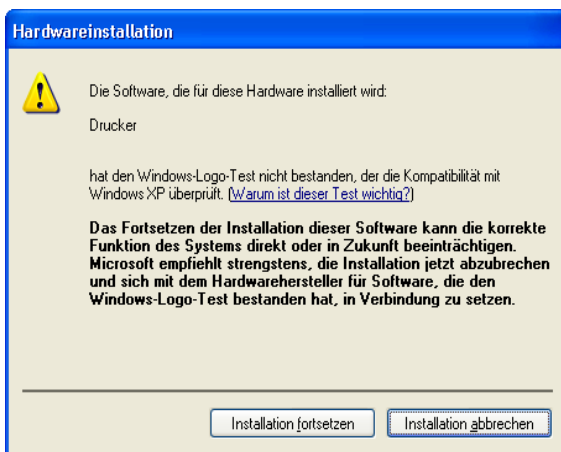 Hardwareinstallation
Die Software, die für diese Hardware installiert wird:
Drucker
hat den Windows-Logo-Test nicht bestanden, der die Kompatibilität mit
Windows XP überprüft. (Warum ist dieser Test wichtig?)
Das Fortsetzen der Installation dieser Software kann die korrekte
Funktion des Systems direkt oder in Zukunft beeinträchtigen.
Microsoft empfiehlt strengstens, die Installation jetzt abzubrechen
und sich mit dem Hardwarehersteller für Software, die den
Windows-Logo-Test bestanden hat, in Verbindung zu setzen.
Installation fortsetzen Installation abbrechen